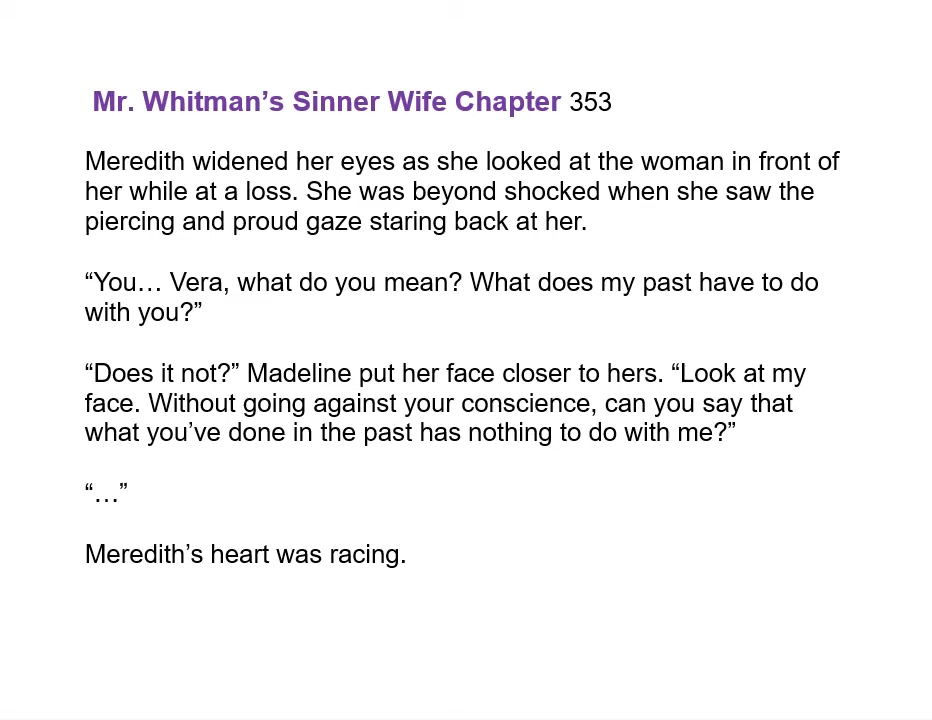 Mr. Whitman’s Sinner Wife Chapter 353
Meredith widened her eyes as she looked at the woman in front of
her while at a loss. She was beyond shocked when she saw the
piercing and proud gaze staring back at her.
“You… Vera, what do you mean? What does my past have to do
with you?”
“Does it not?” Madeline put her face closer to hers. “Look at my
face. Without going against your conscience, can you say that
what you’ve done in the past has nothing to do with me?”
“…”
Meredith’s heart was racing.